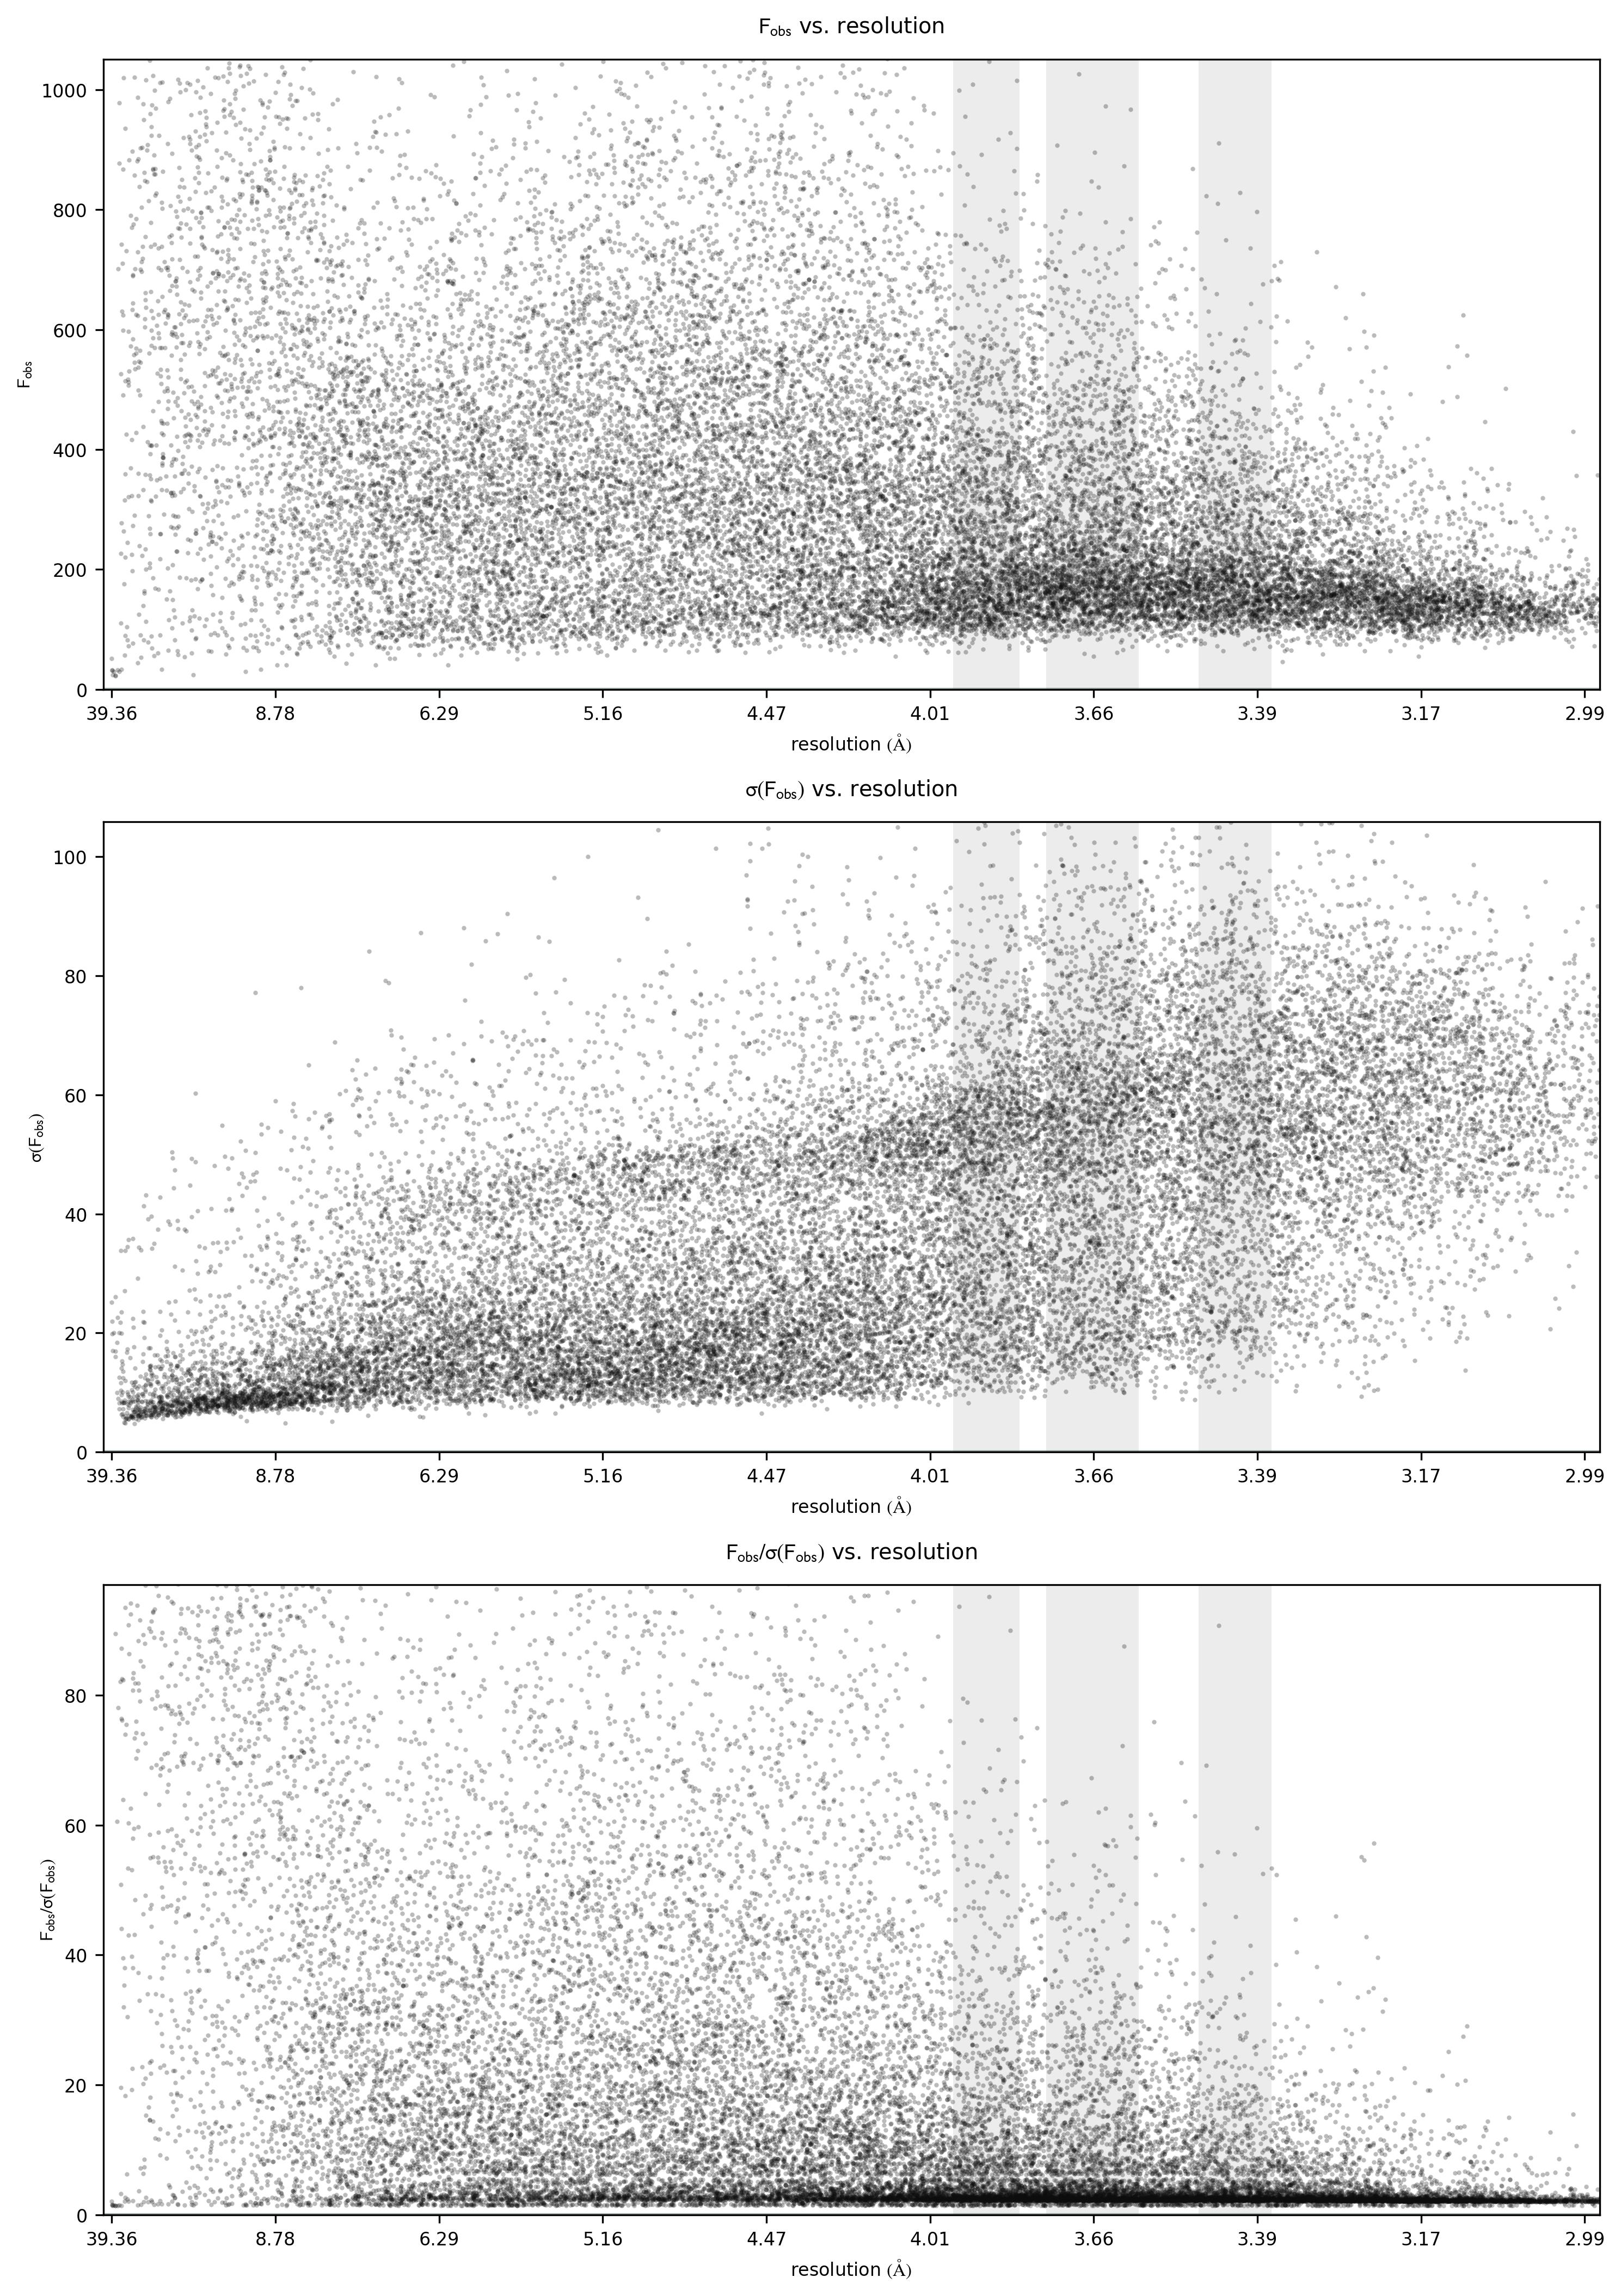 Fobs vs. resolution
1000
800
600
400
200
0
Fobs
39.36 8.78 6.29 5.16 4.47 4.01 3.66 3.39 3.17 2.99
resolution (Å)
σ(Fobs) vs. resolution
100
80
60
40
20
0
σ(Fobs)
39.36 8.78 6.29 5.16 4.47 4.01 3.66 3.39 3.17 2.99
resolution (Å)
Fobs/σ(Fobs) vs. resolution
80
60
40
20
0
Fobs/σ(Fobs)
39.36 8.78 6.29 5.16 4.47 4.01 3.66 3.39 3.17 2.99
resolution (Å)